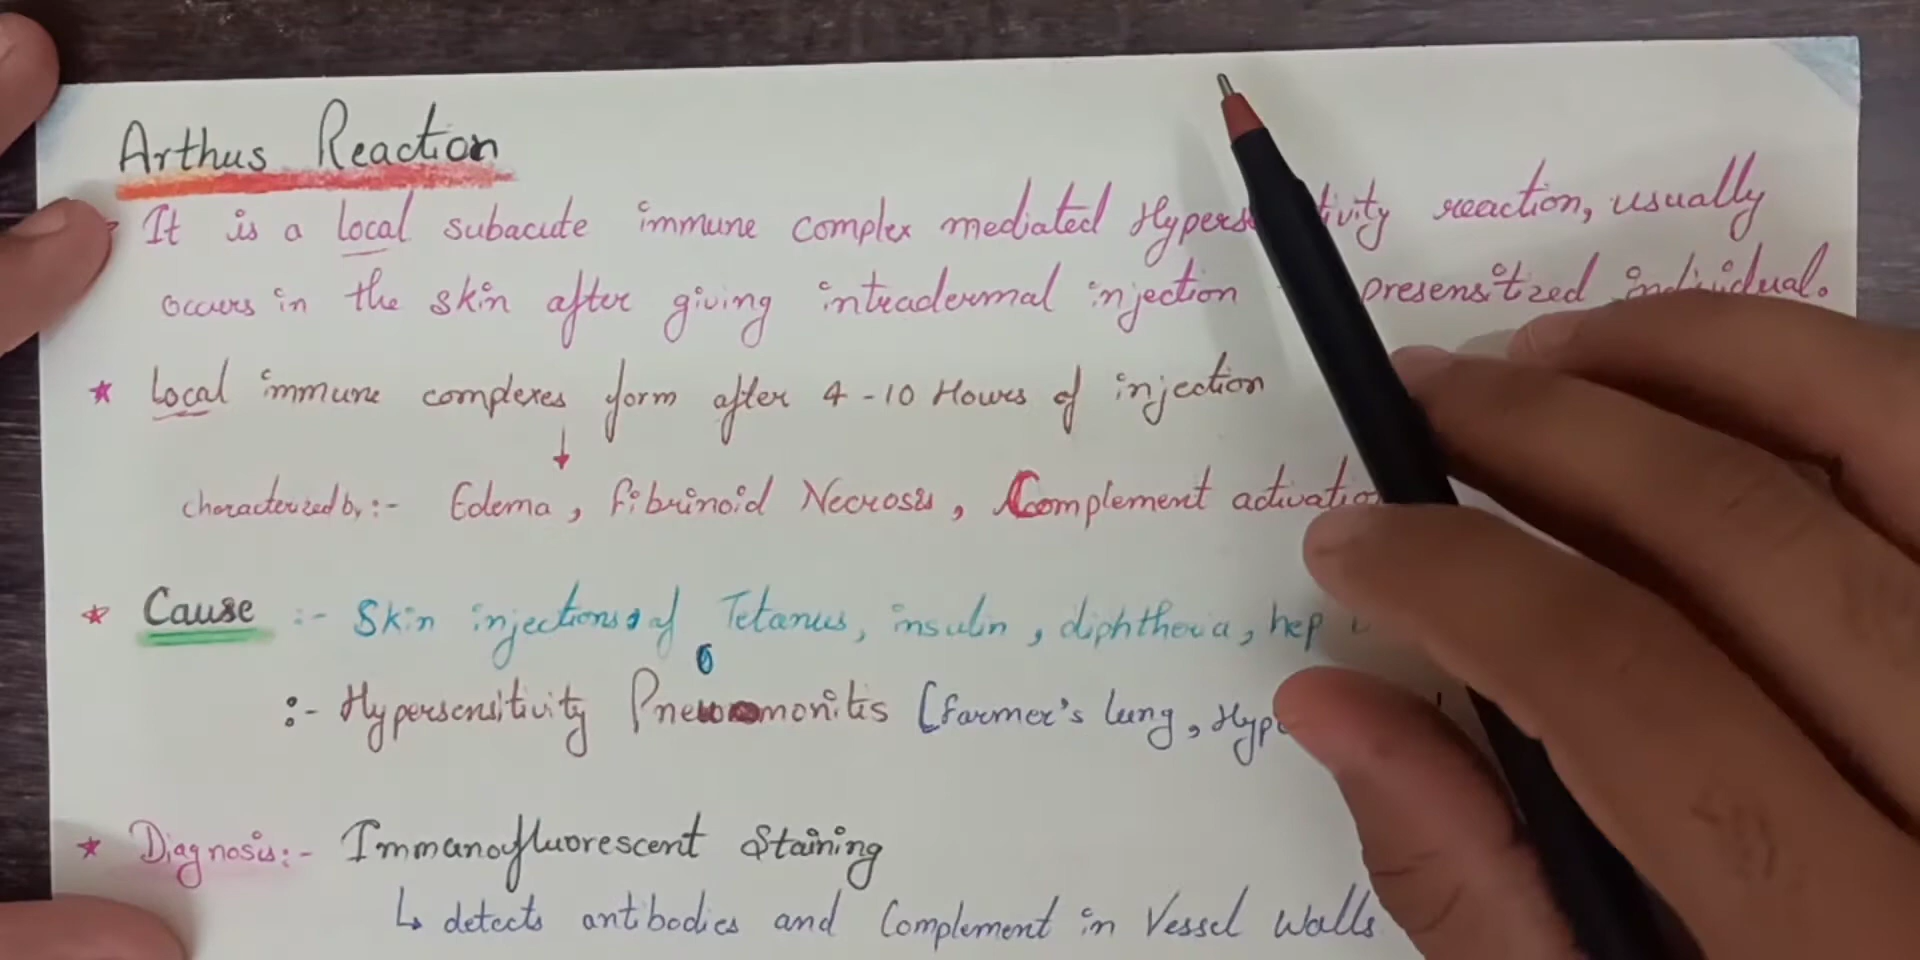 Arthus Reaction
It is a local subacute immune complex mediated reaction, usually
occurs in the skin after giving intradermal injection presensitized individual.
* Local immune complexes form after 4-10 Hours of injection
↓
characterized by :- Edema, fibrinoid Necrosis, Complement
* Cause :- Skin injections of Tetanus, insulin, diphtheria, hep
:- Hypersensitivity Pneumonitis (farmer's lung,
* Diagnosis :- Immunofluorescent Staining
↳ detects antibodies and Complement in Vessel Walls